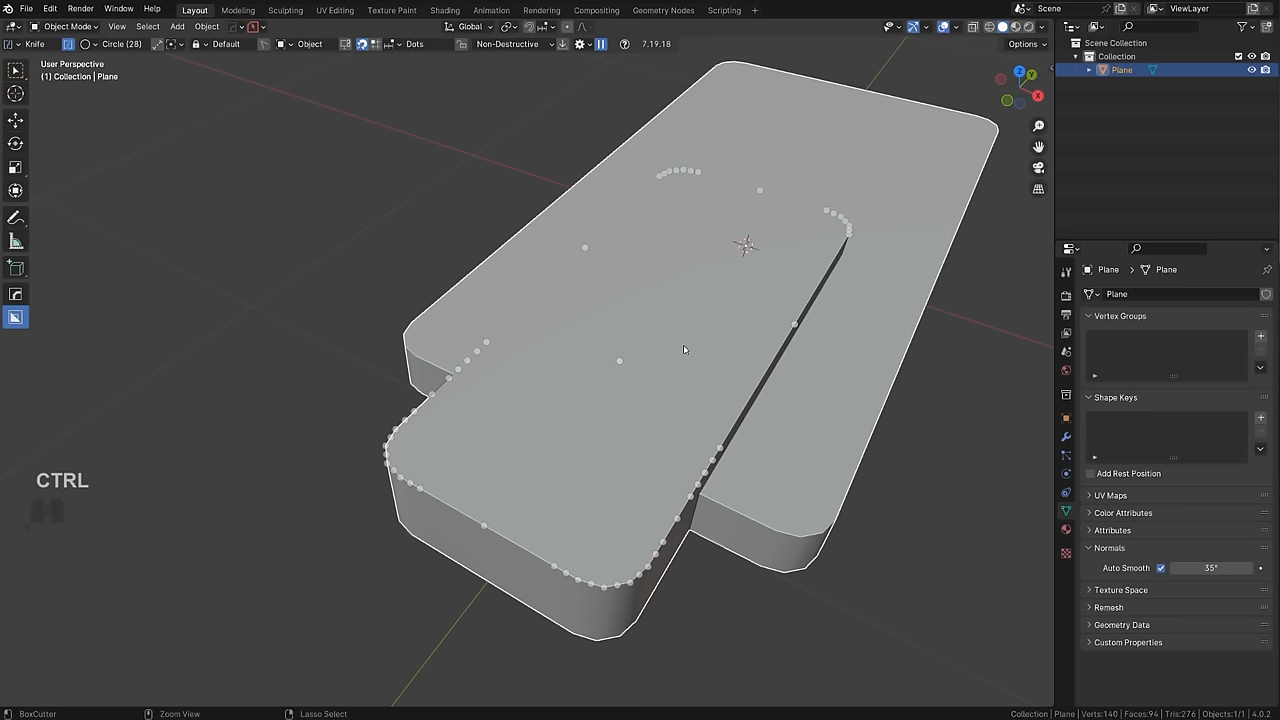 File Edit Render Window Help Layout Modeling Sculpting UV Editing Texture Paint Shading Animation Rendering Compositing Geometry Nodes Scripting + Scene ViewLayer
Object Mode View Select Add Object Global
Knife Circle (28) Default Object Dots Non-Destructive 7.19.18 Options
User Perspective
(1) Collection | Plane
Z
Y
X
CTRL
Scene Collection
Collection
Plane
Plane Plane
Plane
Vertex Groups
Shape Keys
Add Rest Position
UV Maps
Color Attributes
Attributes
Normals
Auto Smooth 35°
Texture Space
Remesh
Geometry Data
Custom Properties
BoxCutter Zoom View Lasso Select Collection | Plane | Verts:140 | Faces:94 | Tris:276 | Objects:1/1 | 4.0.2